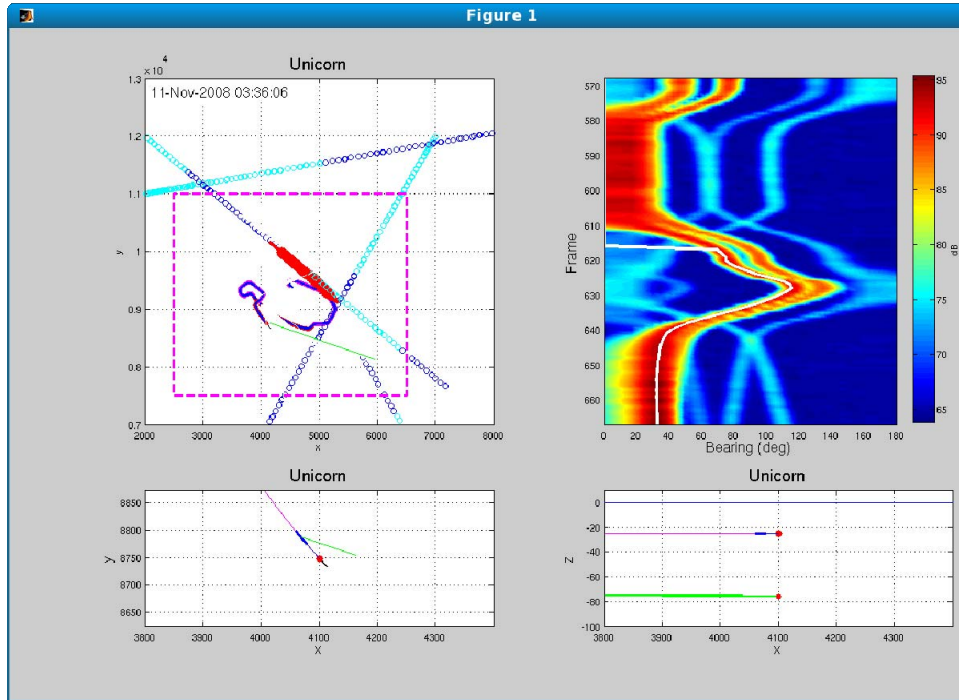 Figure 1
Unicorn
x 10^4
11-Nov-2008 03:36:06
1.3
1.2
1.1
1
0.9
0.8
0.7
y
2000 3000 4000 5000 6000 7000 8000
x
570
580
590
600
610
620
630
640
650
660
Frame
0 20 40 60 80 100 120 140 160 180
Bearing (deg)
95
90
85
80
75
70
65
dB
Unicorn
8850
8800
8750
8700
8650
y
3800 3900 4000 4100 4200 4300
X
Unicorn
0
-20
-40
-60
-80
-100
Z
3800 3900 4000 4100 4200 4300
X